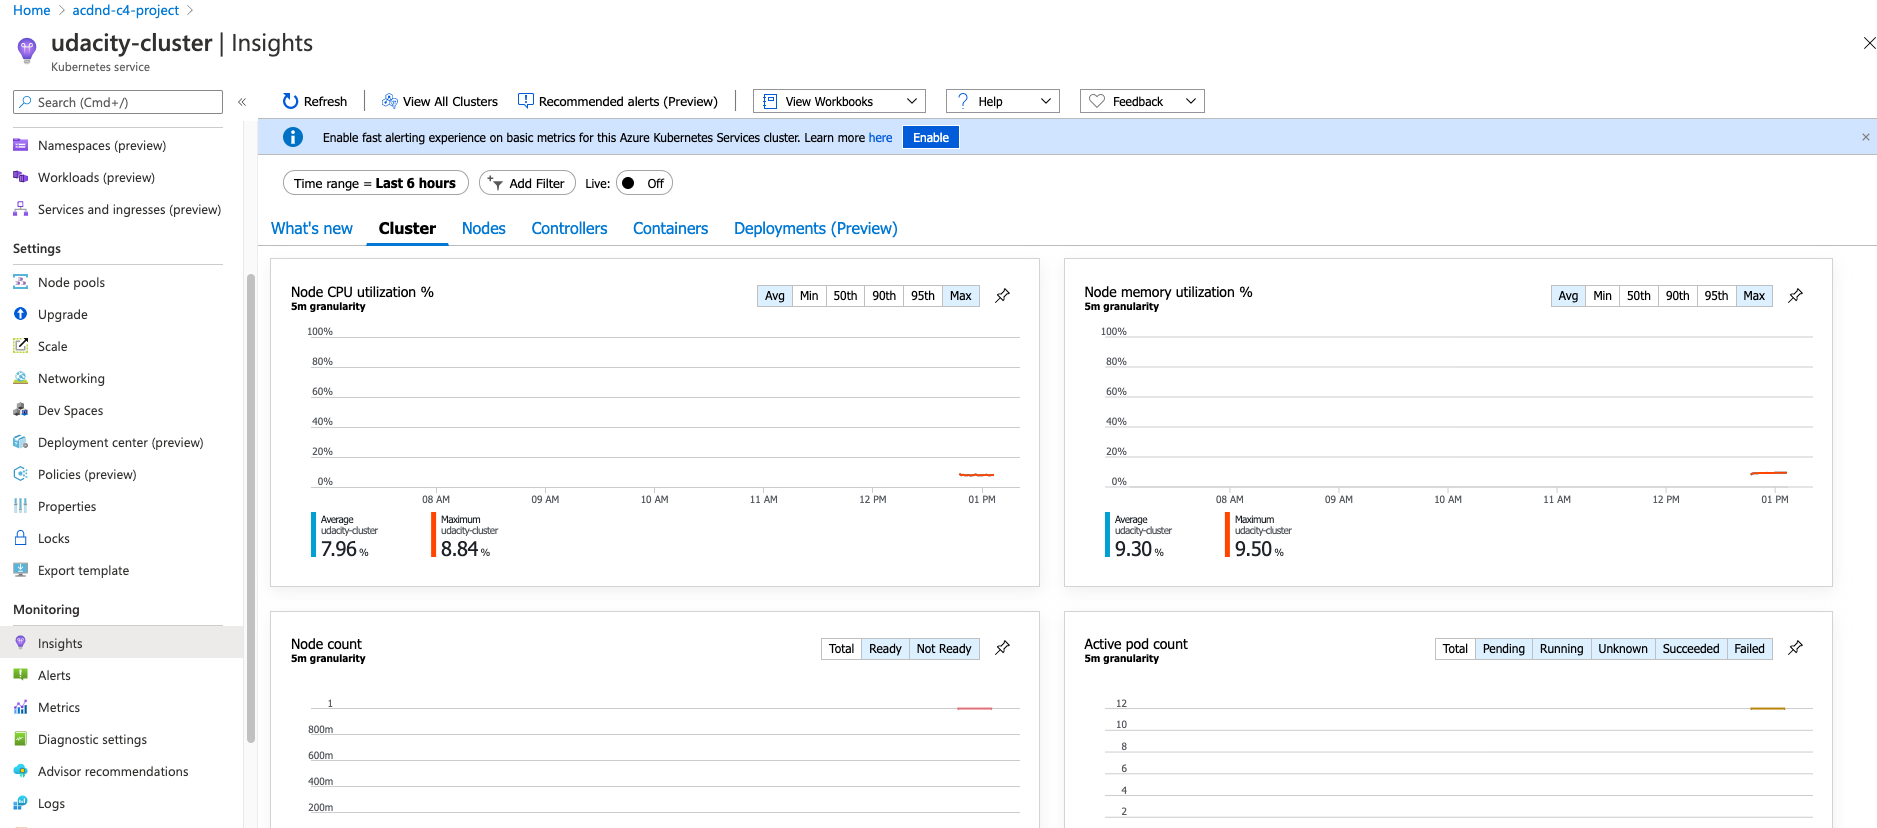 Home > acdnd-c4-project >
udacity-cluster | Insights
Kubernetes service
Search (Cmd+/)
«
Namespaces (preview)
Workloads (preview)
Services and ingresses (preview)
Settings
Node pools
Upgrade
Scale
Networking
Dev Spaces
Deployment center (preview)
Policies (preview)
Properties
Locks
Export template
Monitoring
Insights
Alerts
Metrics
Diagnostic settings
Advisor recommendations
Logs
Refresh
View All Clusters
Recommended alerts (Preview)
View Workbooks
Help
Feedback
Enable fast alerting experience on basic metrics for this Azure Kubernetes Services cluster. Learn more here
Enable
Time range = Last 6 hours
Add Filter
Live: Off
What's new Cluster Nodes Controllers Containers Deployments (Preview)
Node CPU utilization %
5m granularity
Avg Min 50th 90th 95th Max
100%
80%
60%
40%
20%
0%
08 AM 09 AM 10 AM 11 AM 12 PM 01 PM
Average
udacity-cluster
7.96 %
Maximum
udacity-cluster
8.84 %
Node memory utilization %
5m granularity
Avg Min 50th 90th 95th Max
100%
80%
60%
40%
20%
0%
08 AM 09 AM 10 AM 11 AM 12 PM 01 PM
Average
udacity-cluster
9.30 %
Maximum
udacity-cluster
9.50 %
Node count
5m granularity
Total Ready Not Ready
1
800m
600m
400m
200m
Active pod count
5m granularity
Total Pending Running Unknown Succeeded Failed
12
10
8
6
4
2